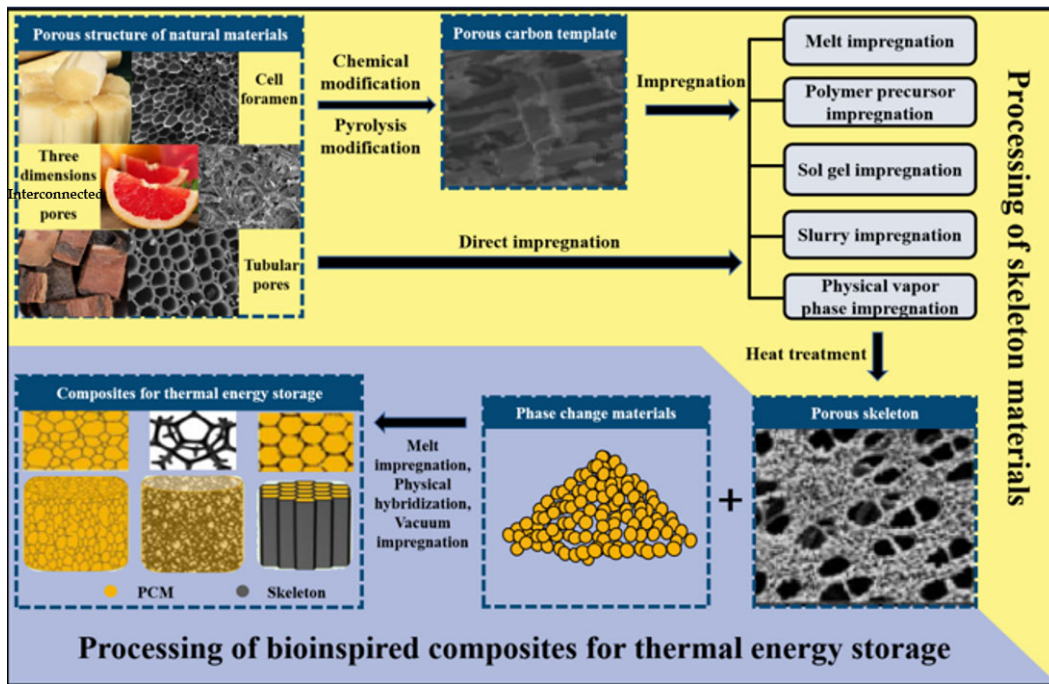 Porous structure of natural materials
Cell
foramen
Three
dimensions
Interconnected
pores
Tubular
pores
Chemical
modification
Pyrolysis
modification
Porous carbon template
Impregnation
Direct impregnation
Melt impregnation
Polymer precursor
impregnation
Sol gel impregnation
Slurry impregnation
Physical vapor
phase impregnation
Processing of skeleton materials
Heat treatment
Porous skeleton
+
Phase change materials
Melt
impregnation,
Physical
hybridization,
Vacuum
impregnation
Composites for thermal energy storage
PCM
Skeleton
Processing of bioinspired composites for thermal energy storage